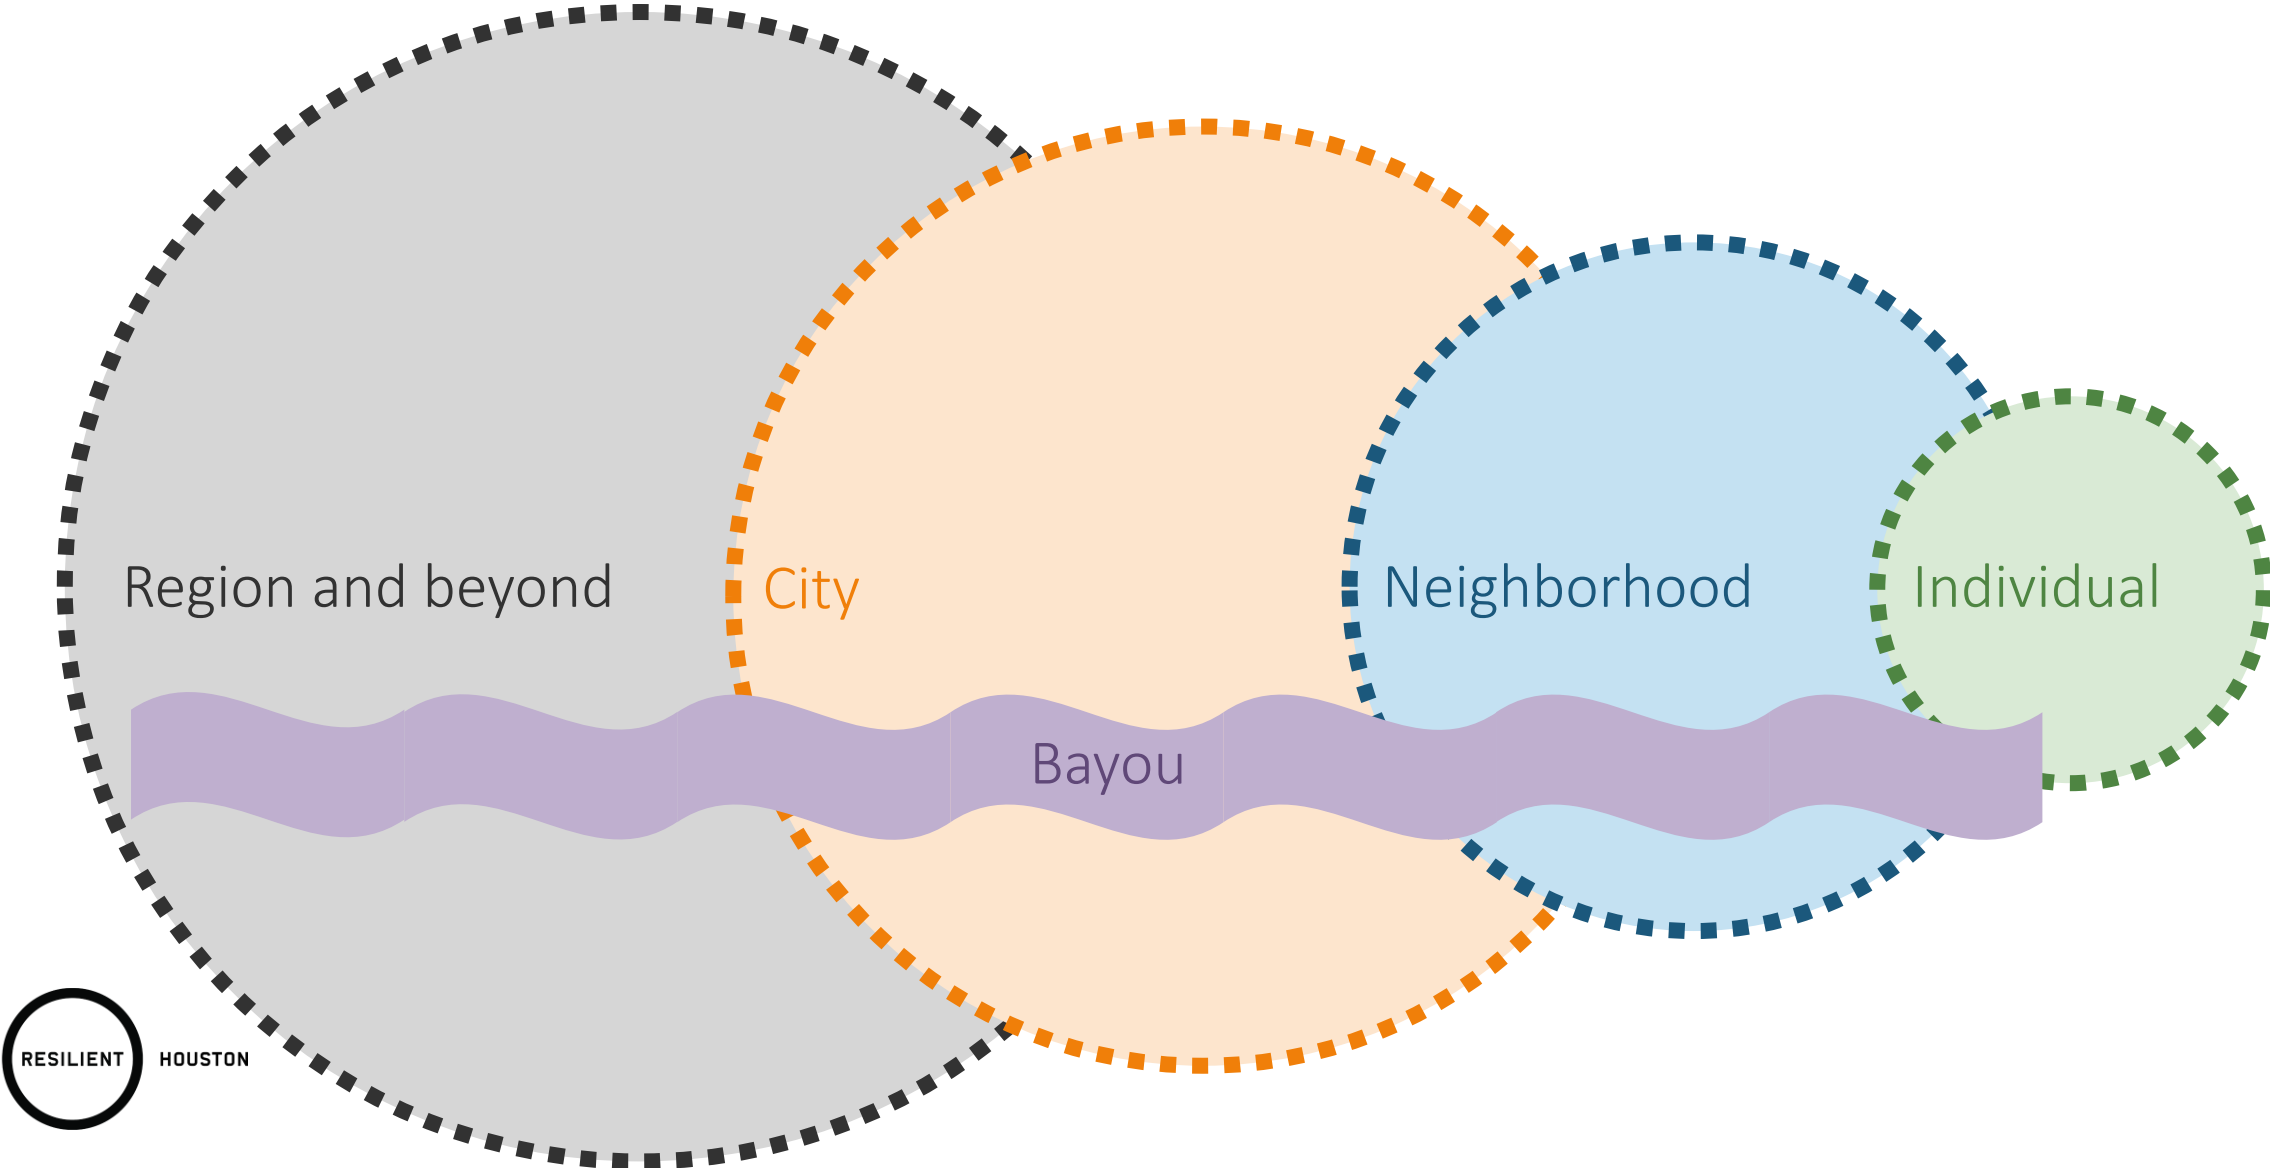 Region and beyond
City
Neighborhood
Individual
Bayou
RESILIENT HOUSTON